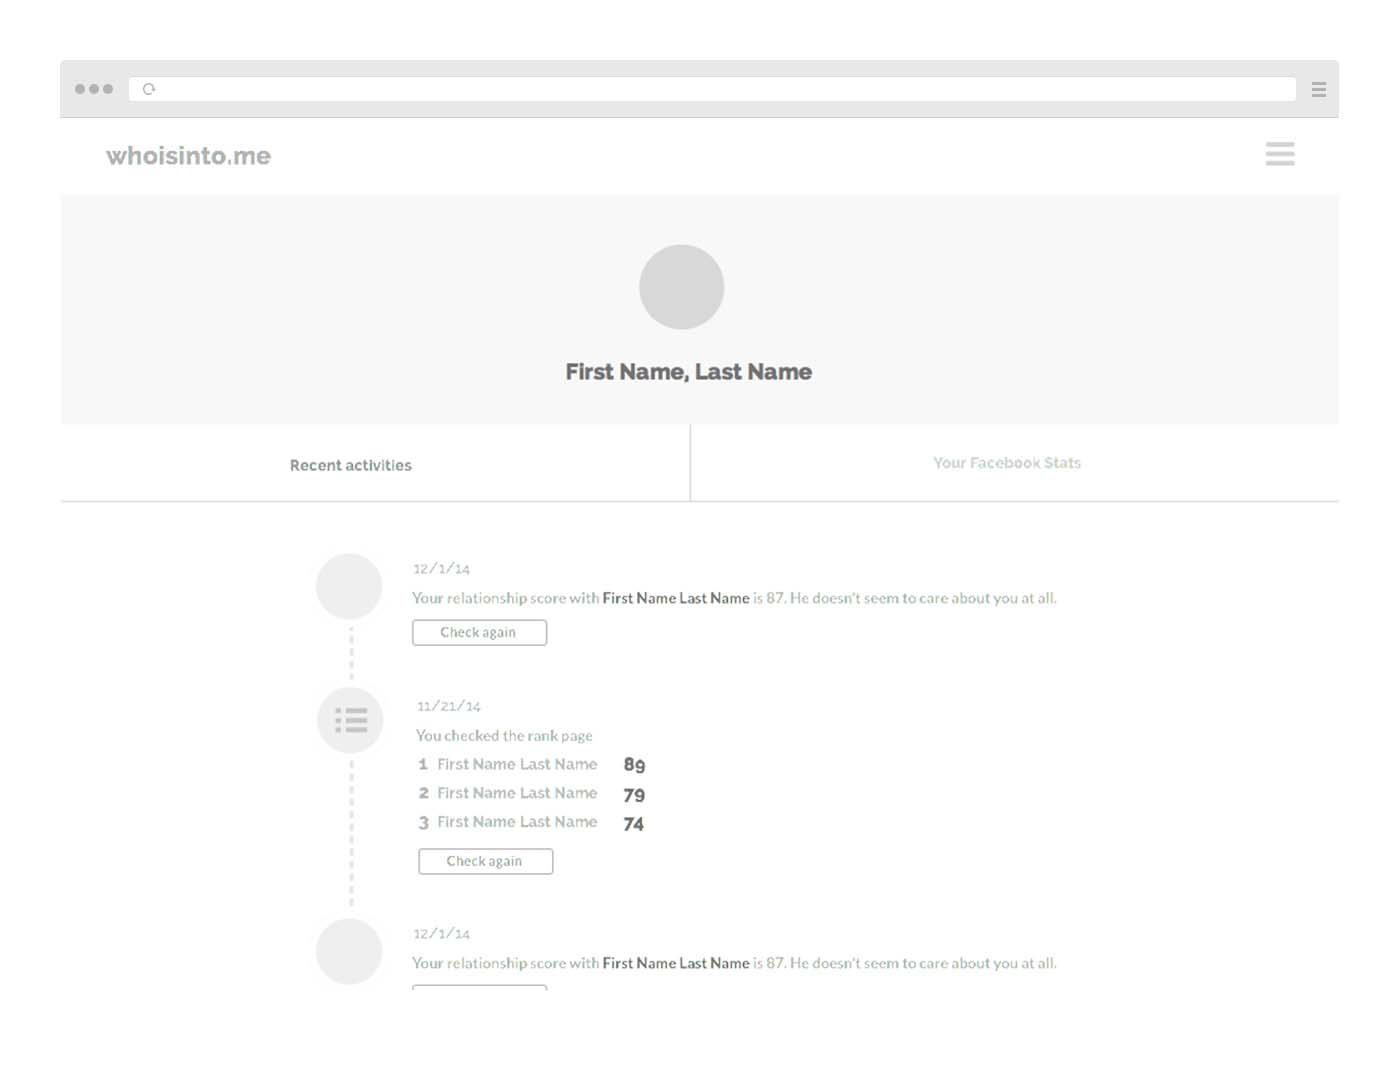 whoisinto.me
First Name, Last Name
Recent activities
Your Facebook Stats
12/1/14
Your relationship score with First Name Last Name is 87. He doesn't seem to care about you at all.
Check again
11/21/14
You checked the rank page
1 First Name Last Name 89
2 First Name Last Name 79
3 First Name Last Name 74
Check again
12/1/14
Your relationship score with First Name Last Name is 87. He doesn't seem to care about you at all.